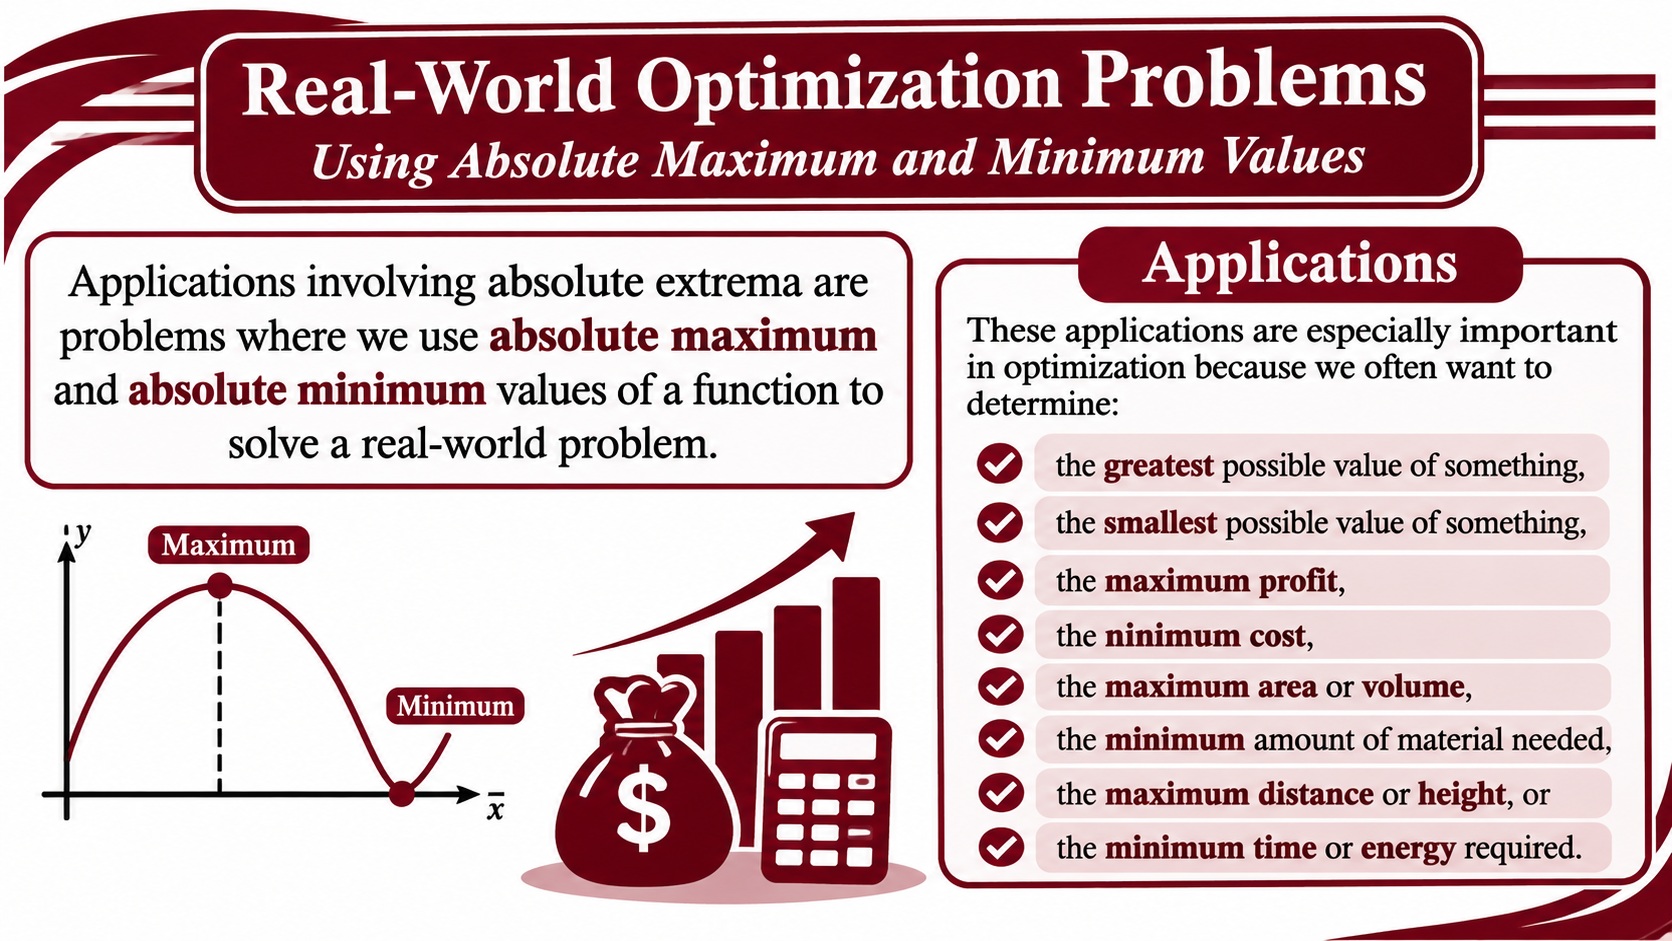 Real-World Optimization Problems
Using Absolute Maximum and Minimum Values
Applications involving absolute extrema are
problems where we use absolute maximum
and absolute minimum values of a function to
solve a real-world problem.
y
Maximum
Minimum
x
$
Applications
These applications are especially important
in optimization because we often want to
determine:
the greatest possible value of something,
the smallest possible value of something,
the maximum profit,
the ninimum cost,
the maximum area or volume,
the minimum amount of material needed,
the maximum distance or height, or
the minimum time or energy required.